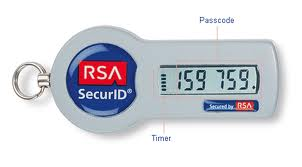 Passcode
RSA
SecurID®
159 759.
Secured by RSA
Timer